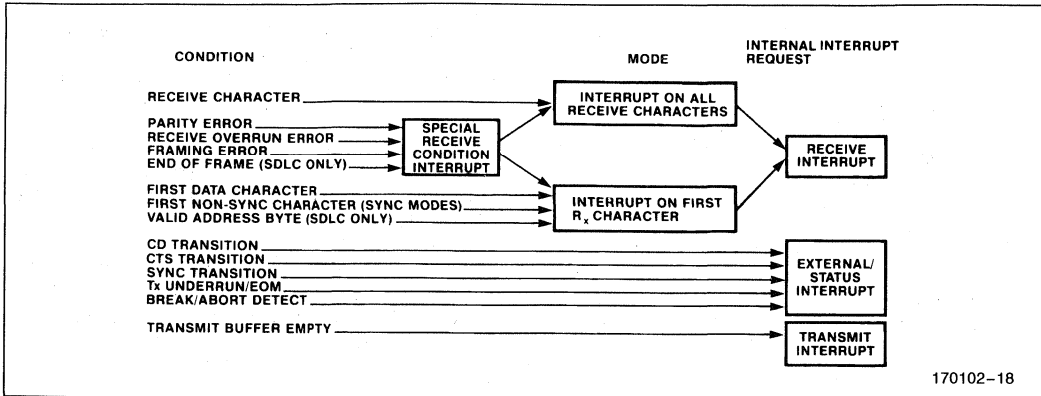 CONDITION
MODE
INTERNAL INTERRUPT
REQUEST
RECEIVE CHARACTER
INTERRUPT ON ALL
RECEIVE CHARACTERS
PARITY ERROR
RECEIVE OVERRUN ERROR
FRAMING ERROR
END OF FRAME (SDLC ONLY)
SPECIAL
RECEIVE
CONDITION
INTERRUPT
RECEIVE
INTERRUPT
FIRST DATA CHARACTER
FIRST NON-SYNC CHARACTER (SYNC MODES)
VALID ADDRESS BYTE (SDLC ONLY)
INTERRUPT ON FIRST
Rx CHARACTER
CD TRANSITION
CTS TRANSITION
SYNC TRANSITION
Tx UNDERRUN/EOM
BREAK/ABORT DETECT
EXTERNAL/
STATUS
INTERRUPT
TRANSMIT BUFFER EMPTY
TRANSMIT
INTERRUPT
170102-18